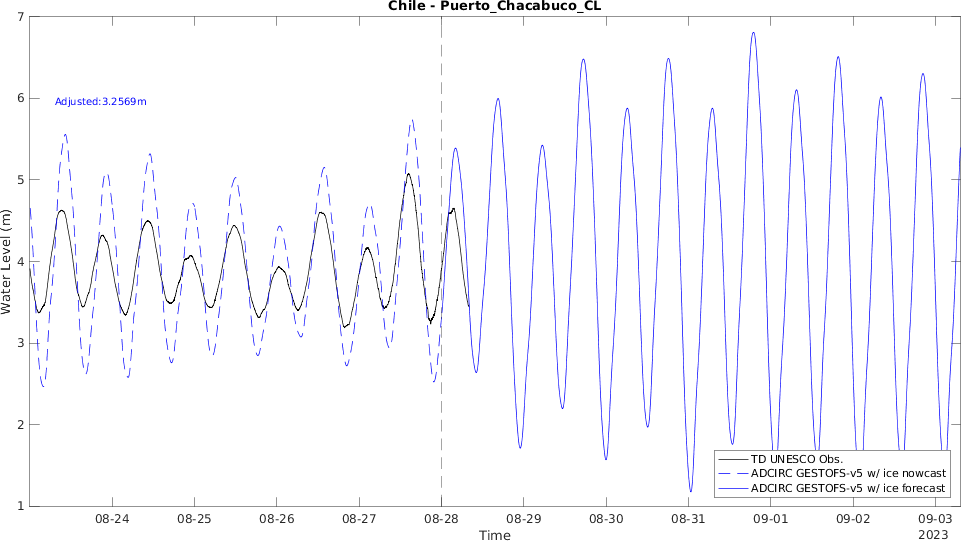 Chile - Puerto_Chacabuco_CL
7
6
5
4
3
2
1
Water Level (m)
Adjusted:3.2569m
TD UNESCO Obs.
ADCIRC GESTOFS-v5 w/ ice nowcast
ADCIRC GESTOFS-v5 w/ ice forecast
08-24 08-25 08-26 08-27 08-28 08-29 08-30 08-31 09-01 09-02 09-03
Time
2023